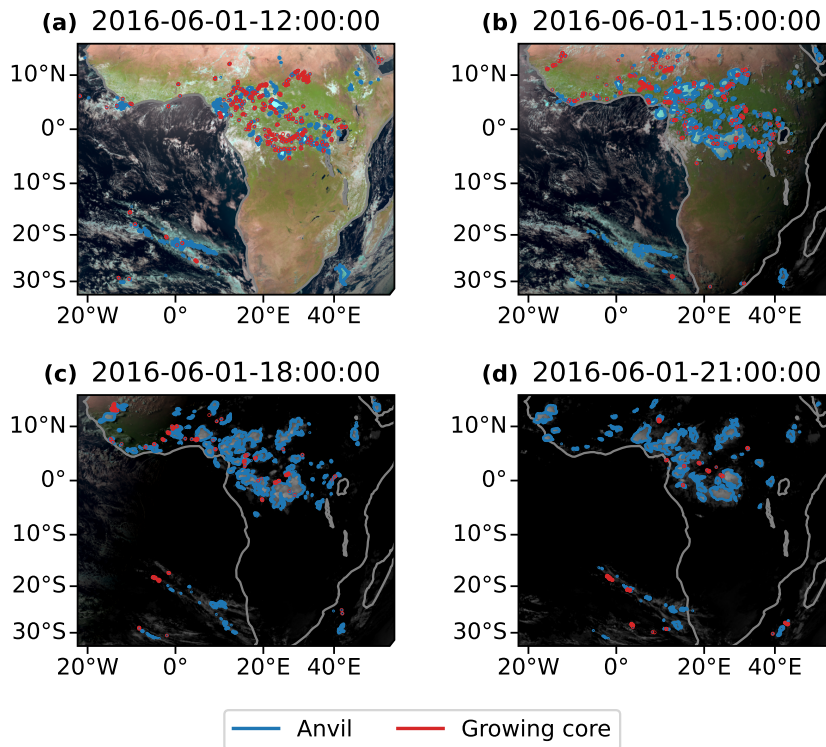 (a) 2016-06-01-12:00:00
(b) 2016-06-01-15:00:00
10°N
0°
10°S
20°S
30°S
20°W 0° 20°E 40°E
10°N
0°
10°S
20°S
30°S
20°W 0° 20°E 40°E
(c) 2016-06-01-18:00:00
(d) 2016-06-01-21:00:00
10°N
0°
10°S
20°S
30°S
20°W 0° 20°E 40°E
10°N
0°
10°S
20°S
30°S
20°W 0° 20°E 40°E
Anvil Growing core